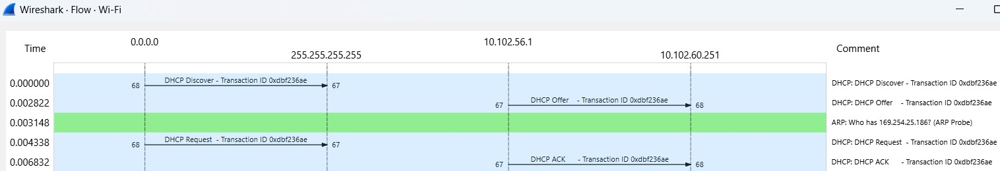 Wireshark · Flow · Wi-Fi
Time 0.0.0.0 255.255.255.255 10.102.56.1 10.102.60.251 Comment
0.000000 68 DHCP Discover - Transaction ID 0xdbf236ae 67 DHCP: DHCP Discover - Transaction ID 0xdbf236ae
0.002822 67 DHCP Offer - Transaction ID 0xdbf236ae 68 DHCP: DHCP Offer - Transaction ID 0xdbf236ae
0.003148 ARP: Who has 169.254.25.186? (ARP Probe)
0.004338 68 DHCP Request - Transaction ID 0xdbf236ae 67 DHCP: DHCP Request - Transaction ID 0xdbf236ae
0.006832 67 DHCP ACK - Transaction ID 0xdbf236ae 68 DHCP: DHCP ACK - Transaction ID 0xdbf236ae